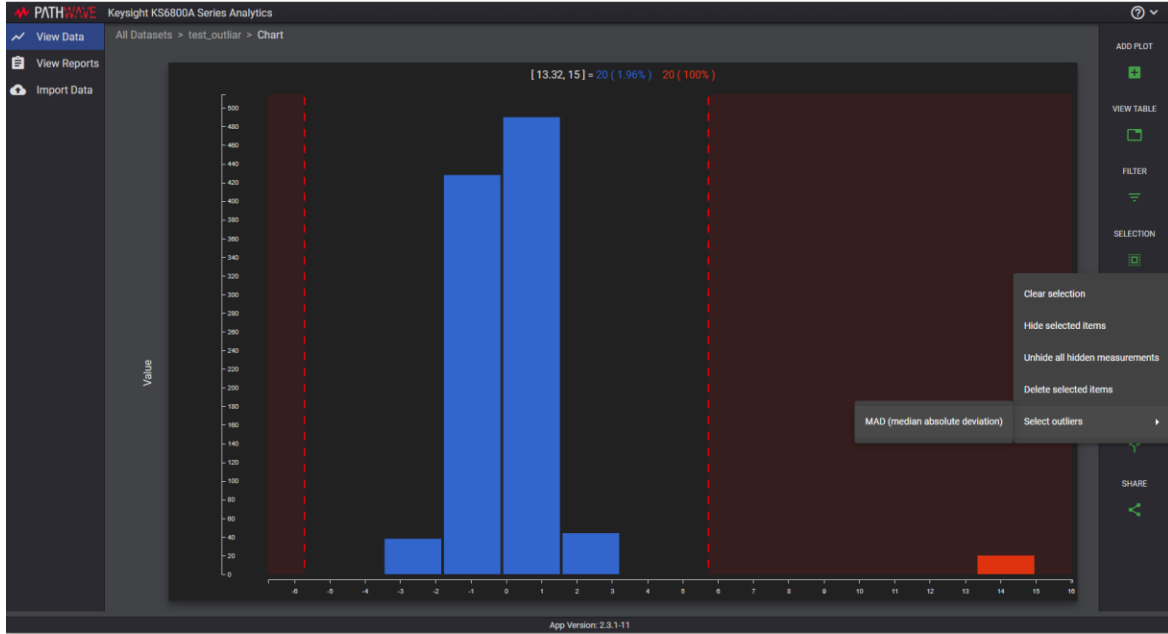 PATHWAVE Keysight KS6800A Series Analytics
View Data
View Reports
Import Data
All Datasets > test_outliar > Chart
[ 13.32, 15 ] = 20 ( 1.96% ) 20 ( 100% )
500
480
460
440
420
400
380
360
340
320
300
280
260
240
220
200
180
160
140
120
100
80
60
40
20
0
Value
-6 -5 -4 -3 -2 -1 0 1 2 3 4 5 6 7 8 9 10 11 12 13 14 15 16
ADD PLOT
VIEW TABLE
FILTER
SELECTION
Clear selection
Hide selected items
Unhide all hidden measurements
Delete selected items
Select outliers
MAD (median absolute deviation)
SHARE
App Version: 2.3.1-11